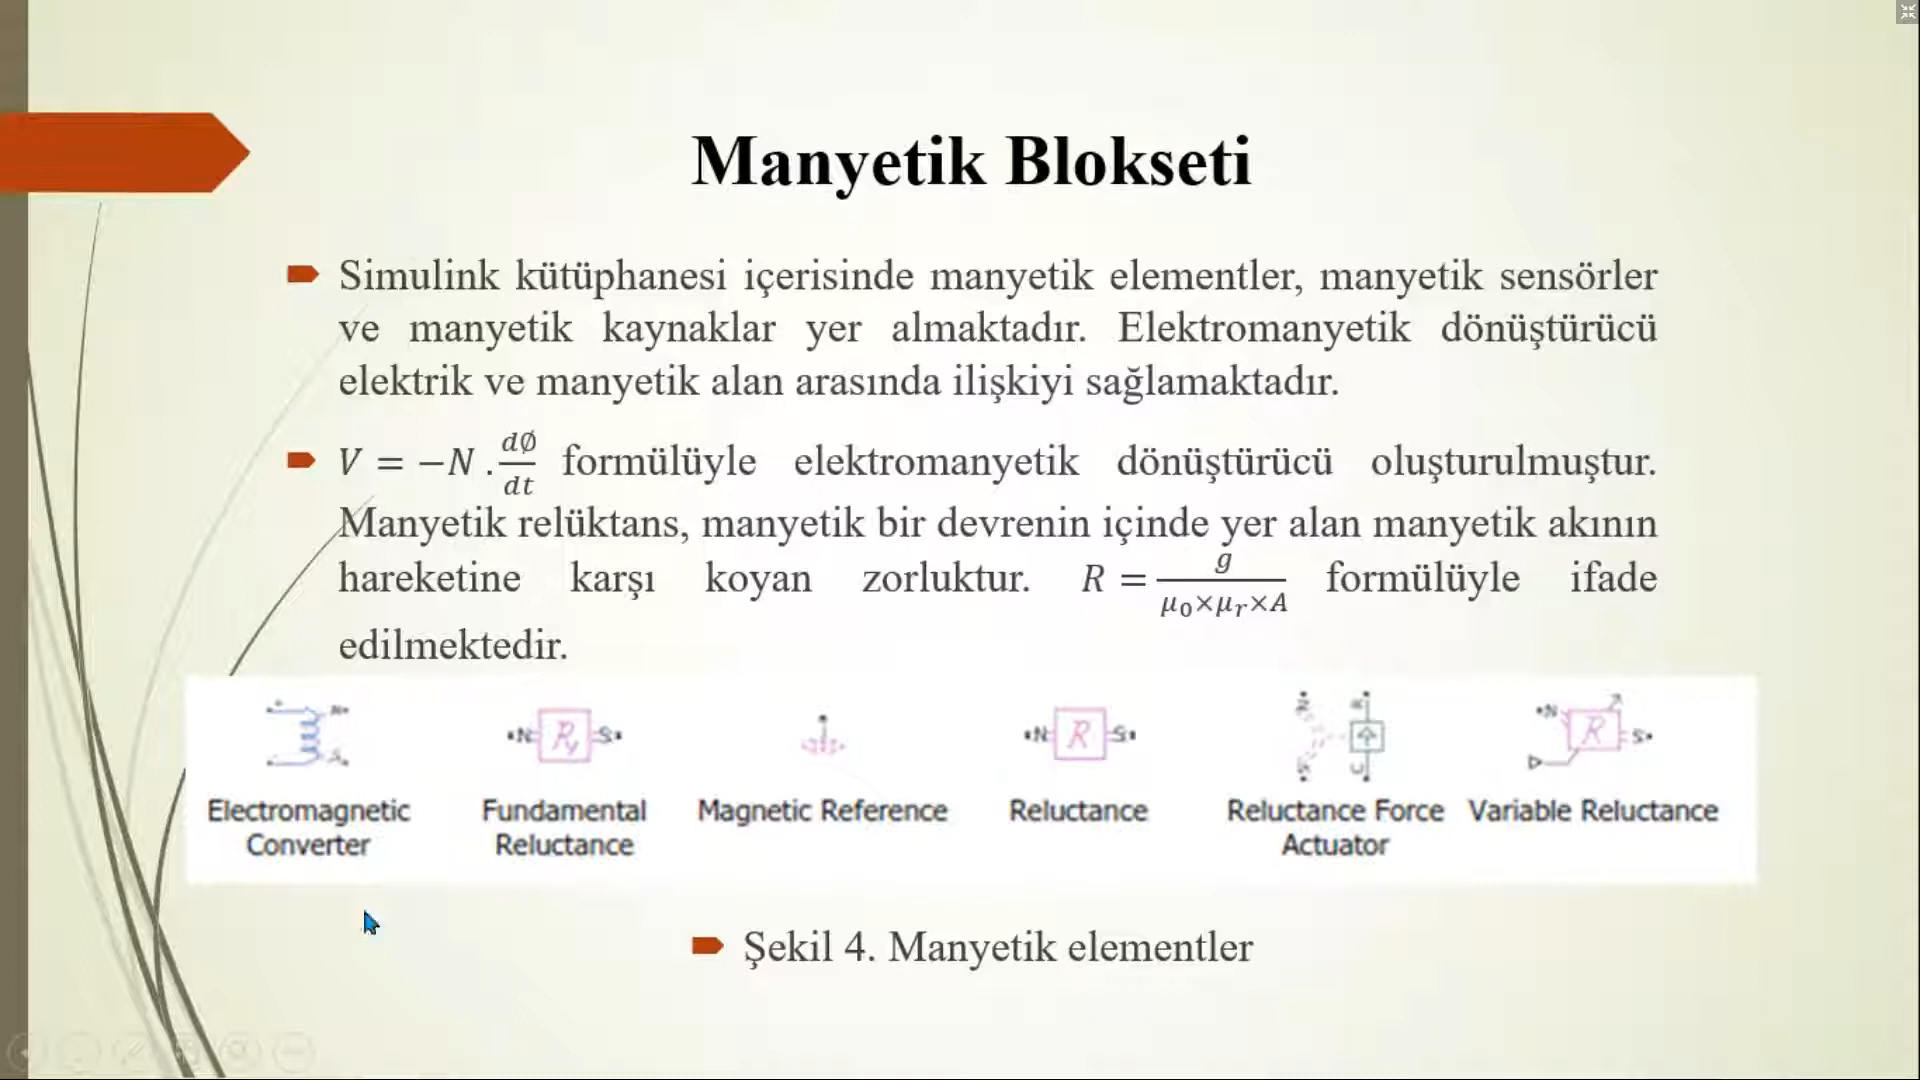 Manyetik Blokseti
Simulink kütüphanesi içerisinde manyetik elementler, manyetik sensörler
ve manyetik kaynaklar yer almaktadır. Elektromanyetik dönüştürücü
elektrik ve manyetik alan arasında ilişkiyi sağlamaktadır.
V = −N . dØ/dt formülüyle elektromanyetik dönüştürücü oluşturulmuştur.
Manyetik relüktans, manyetik bir devrenin içinde yer alan manyetik akının
hareketine karşı koyan zorluktur. R = g/(μ₀×μᵣ×A) formülüyle ifade
edilmektedir.
N R S N R S N R S
Electromagnetic Fundamental Magnetic Reference Reluctance Reluctance Force Variable Reluctance
Converter Reluctance Actuator
Şekil 4. Manyetik elementler